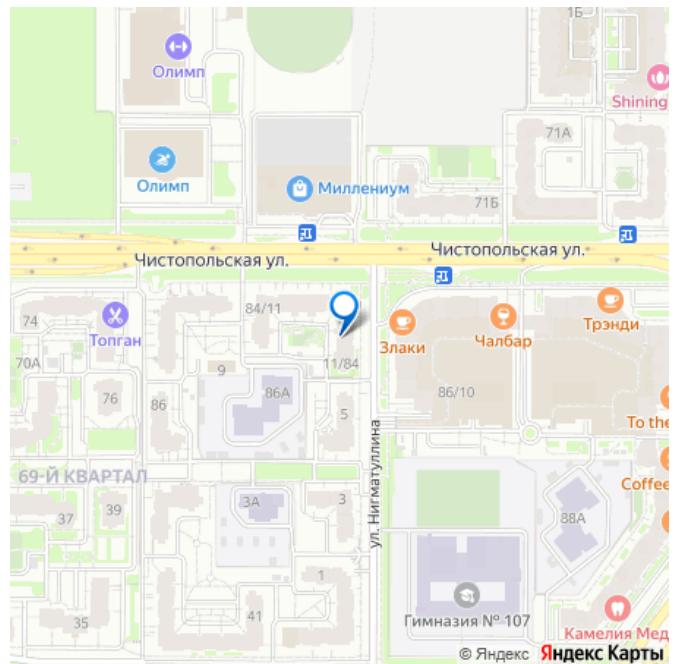 1Б
Олимп
Shining
71А
Олимп
Миллениум
71Б
Чистопольская ул.
Чистопольская ул.
84/11
74
Топган
Злаки
Чалбар
Трэнди
70А
9
11/84
76
86
86А
86/10
5
To the
69-Й КВАРТАЛ
ул. Нигматуллина
Coffee
37
39
3А
3
88А
1
41
35
Гимназия № 107
Камелия Мед
© Яндекс Яндекс Карты